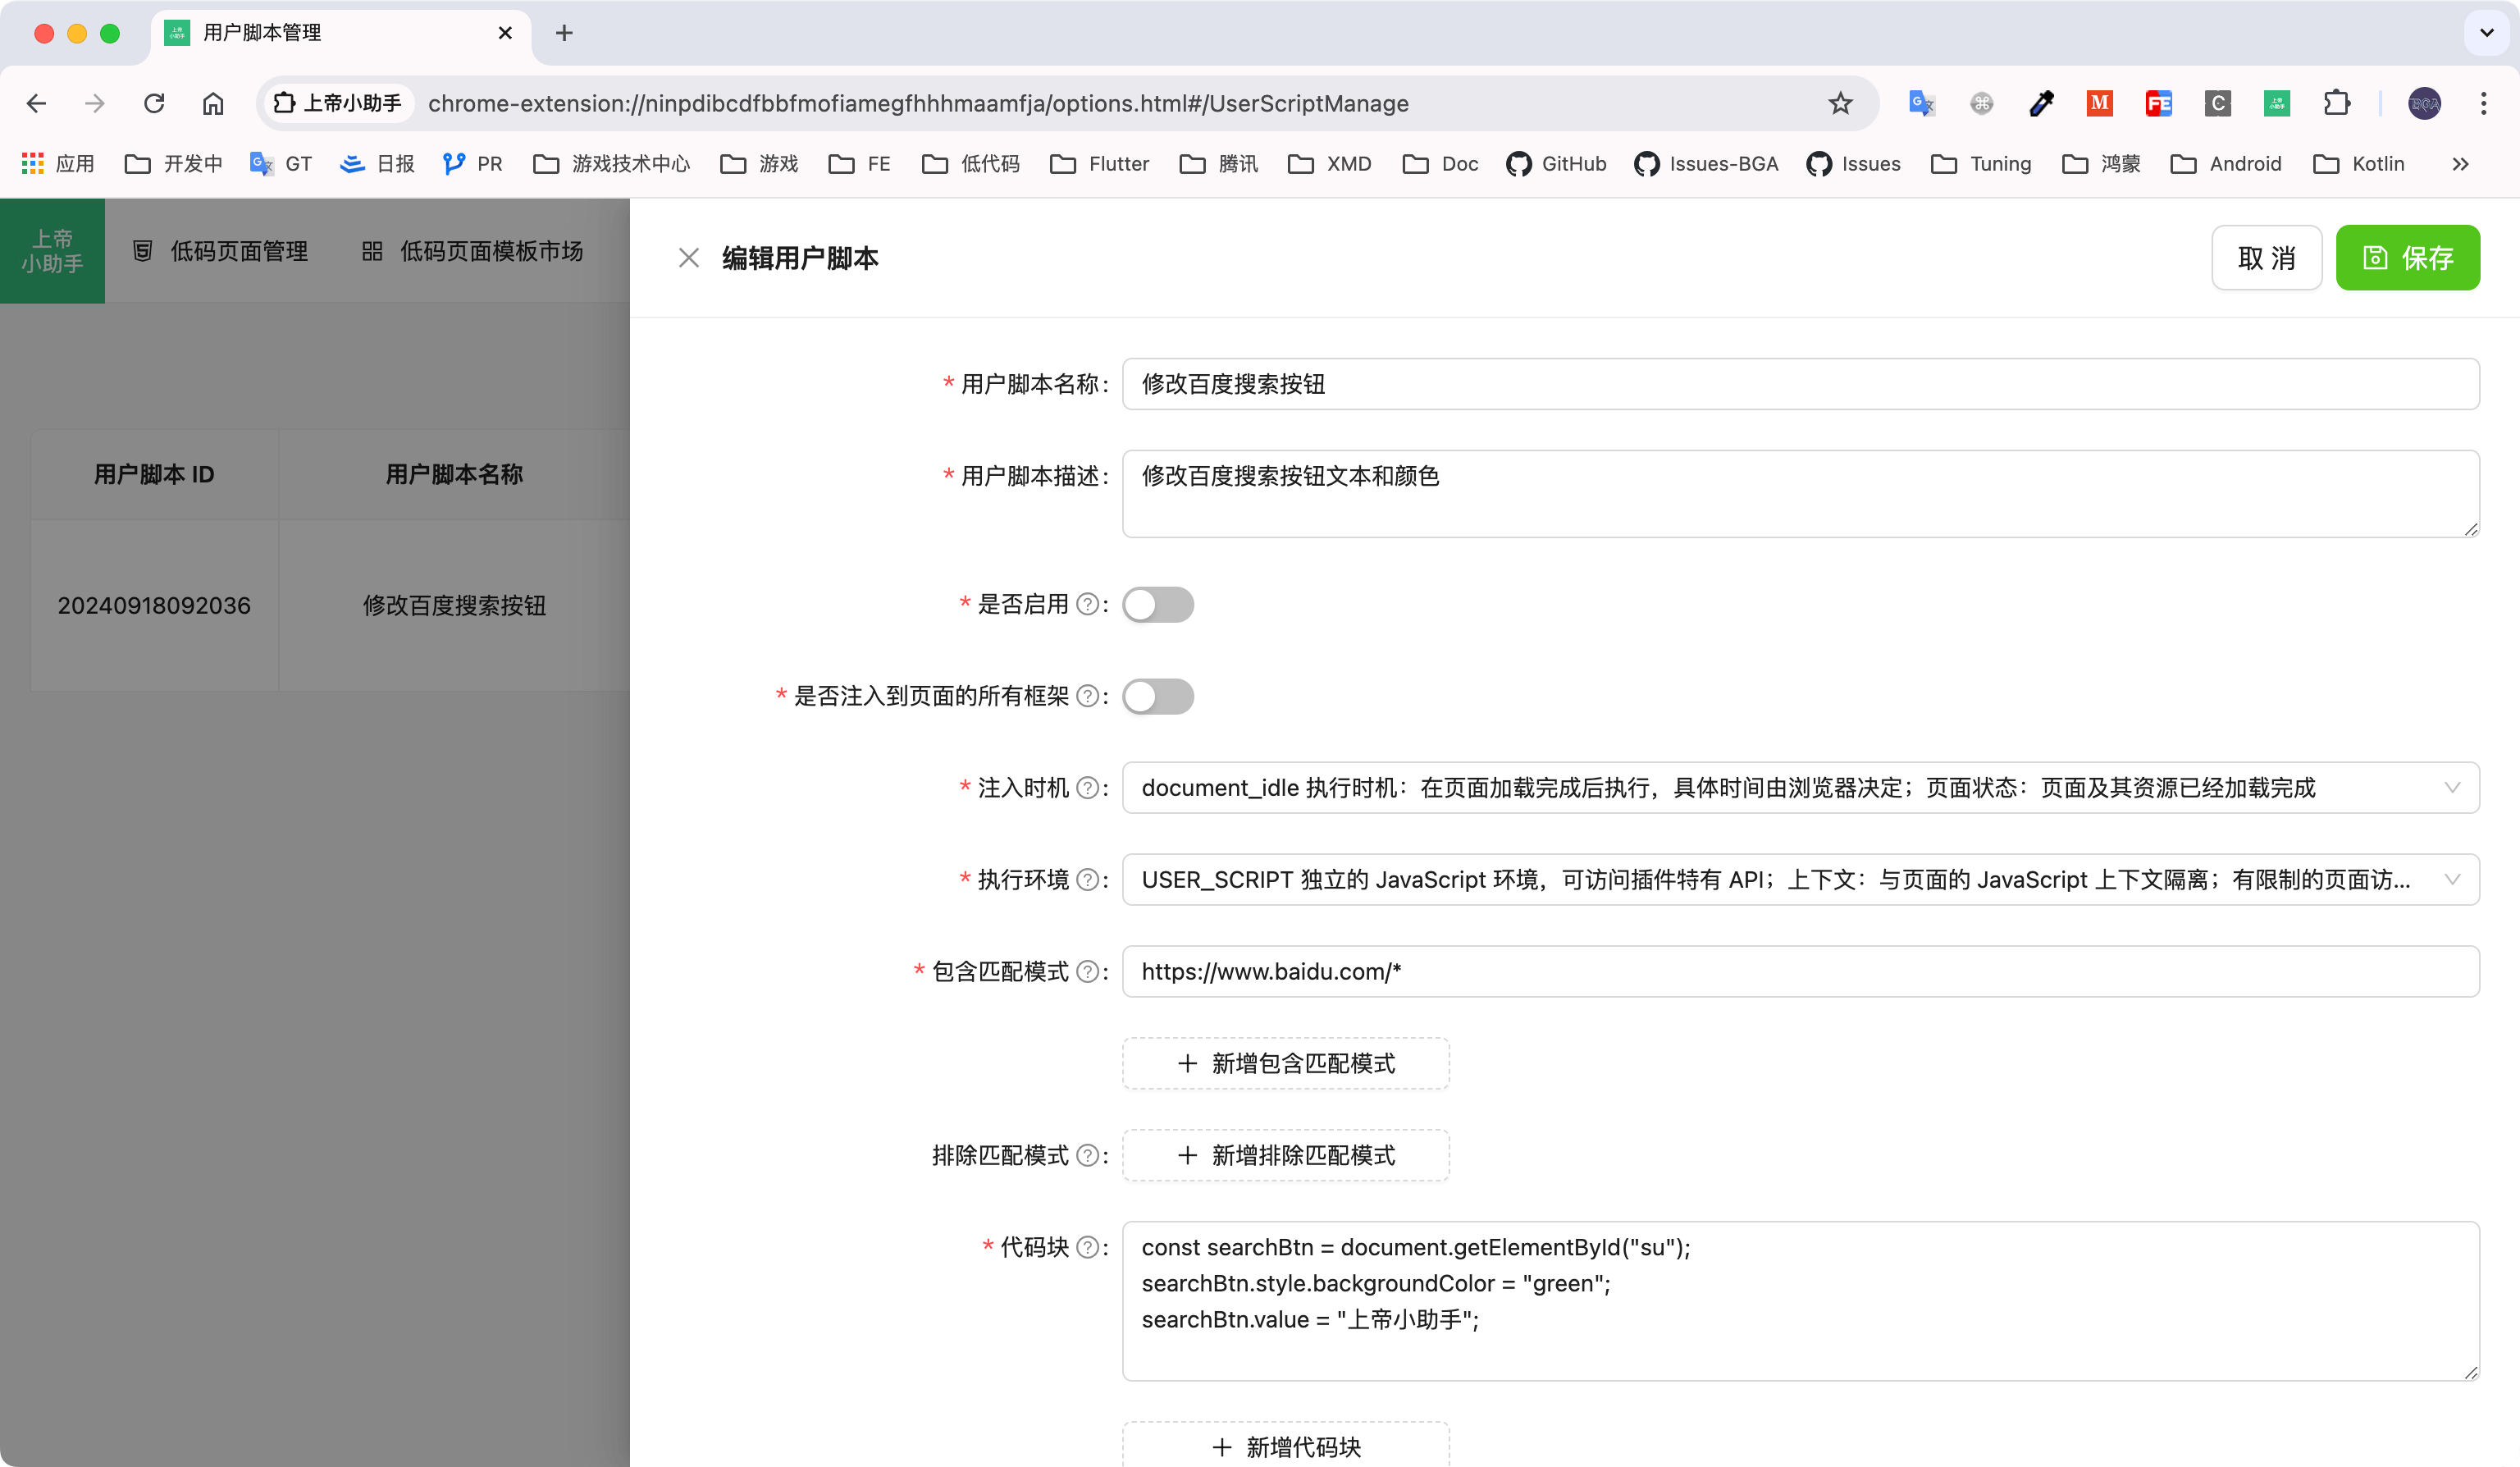 用户脚本管理
上帝小助手
chrome-extension://ninpdibcdfbbfmofiamegfhhhmaamfja/options.html#/UserScriptManage
应用 开发中 GT 日报 PR 游戏技术中心 游戏 FE 低代码 Flutter 腾讯 XMD Doc GitHub Issues-BGA Issues Tuning 鸿蒙 Android Kotlin
上帝
小助手
低码页面管理 低码页面模板市场
用户脚本 ID 用户脚本名称
20240918092036 修改百度搜索按钮
编辑用户脚本
取 消 保存
* 用户脚本名称: 修改百度搜索按钮
* 用户脚本描述: 修改百度搜索按钮文本和颜色
* 是否启用 ? :
* 是否注入到页面的所有框架 ? :
* 注入时机 ? : document_idle 执行时机：在页面加载完成后执行，具体时间由浏览器决定；页面状态：页面及其资源已经加载完成
* 执行环境 ? : USER_SCRIPT 独立的 JavaScript 环境，可访问插件特有 API；上下文：与页面的 JavaScript 上下文隔离；有限制的页面访...
* 包含匹配模式 ? : https://www.baidu.com/*
新增包含匹配模式
排除匹配模式 ? : 新增排除匹配模式
* 代码块 ? : const searchBtn = document.getElementById("su");
searchBtn.style.backgroundColor = "green";
searchBtn.value = "上帝小助手";
新增代码块